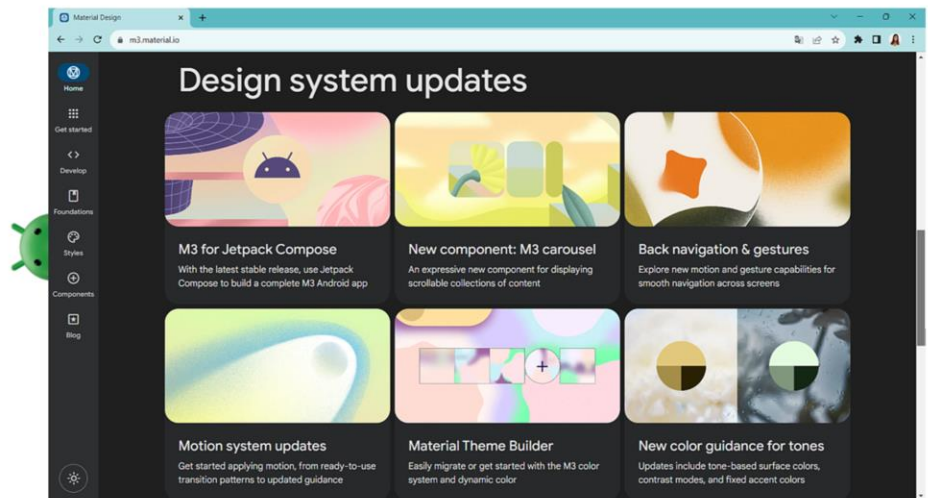 Material Design
m3.material.io
Home
Get started
Develop
Foundations
Styles
Components
Blog
Design system updates
M3 for Jetpack Compose
With the latest stable release, use Jetpack
Compose to build a complete M3 Android app
New component: M3 carousel
An expressive new component for displaying
scrollable collections of content
Back navigation & gestures
Explore new motion and gesture capabilities for
smooth navigation across screens
Motion system updates
Get started applying motion, from ready-to-use
transition patterns to updated guidance
Material Theme Builder
Easily migrate or get started with the M3 color
system and dynamic color
New color guidance for tones
Updates include tone-based surface colors,
contrast modes, and fixed accent colors